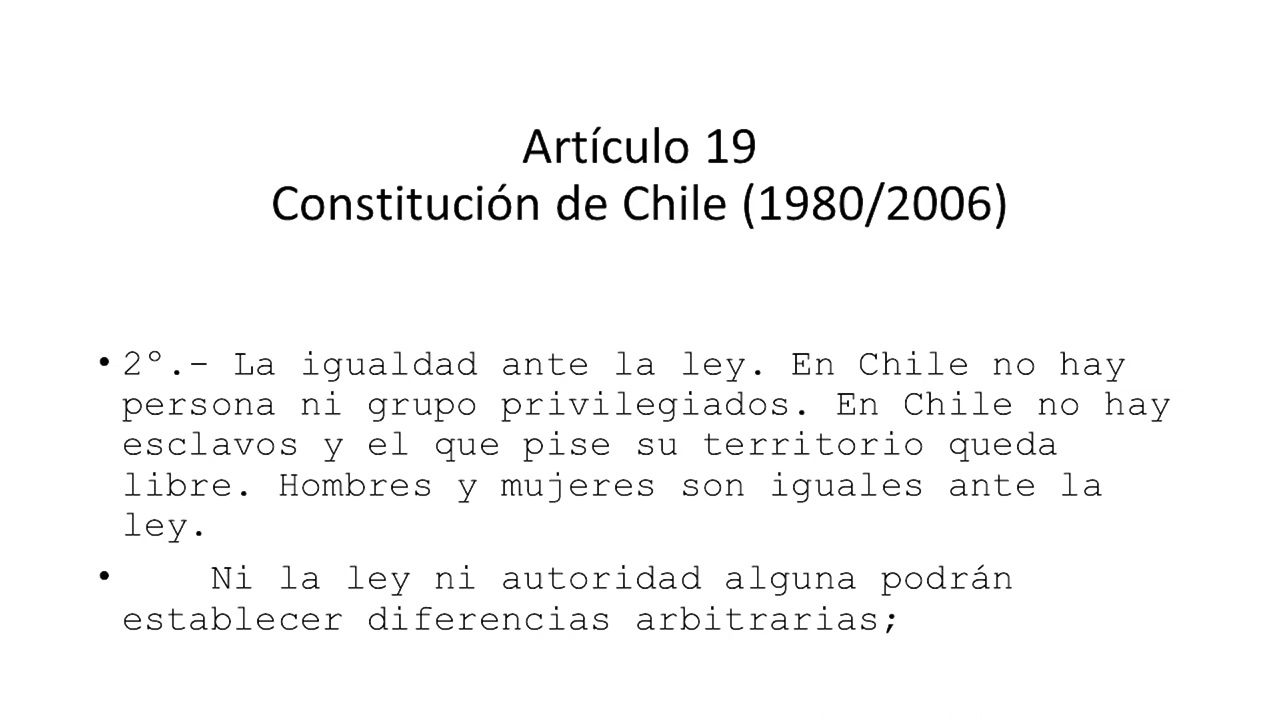 Artículo 19
Constitución de Chile (1980/2006)
• 2º.- La igualdad ante la ley. En Chile no hay
persona ni grupo privilegiados. En Chile no hay
esclavos y el que pise su territorio queda
libre. Hombres y mujeres son iguales ante la
ley.
• Ni la ley ni autoridad alguna podrán
establecer diferencias arbitrarias;